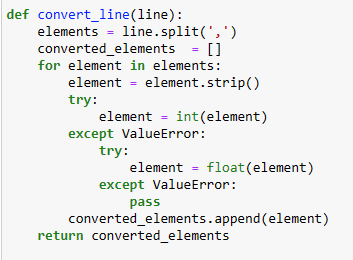 def convert_line(line):
    elements = line.split(',')
    converted_elements  = []
    for element in elements:
        element = element.strip()
        try:
            element = int(element)
        except ValueError:
            try:
                element = float(element)
            except ValueError:
                pass
        converted_elements.append(element)
    return converted_elements